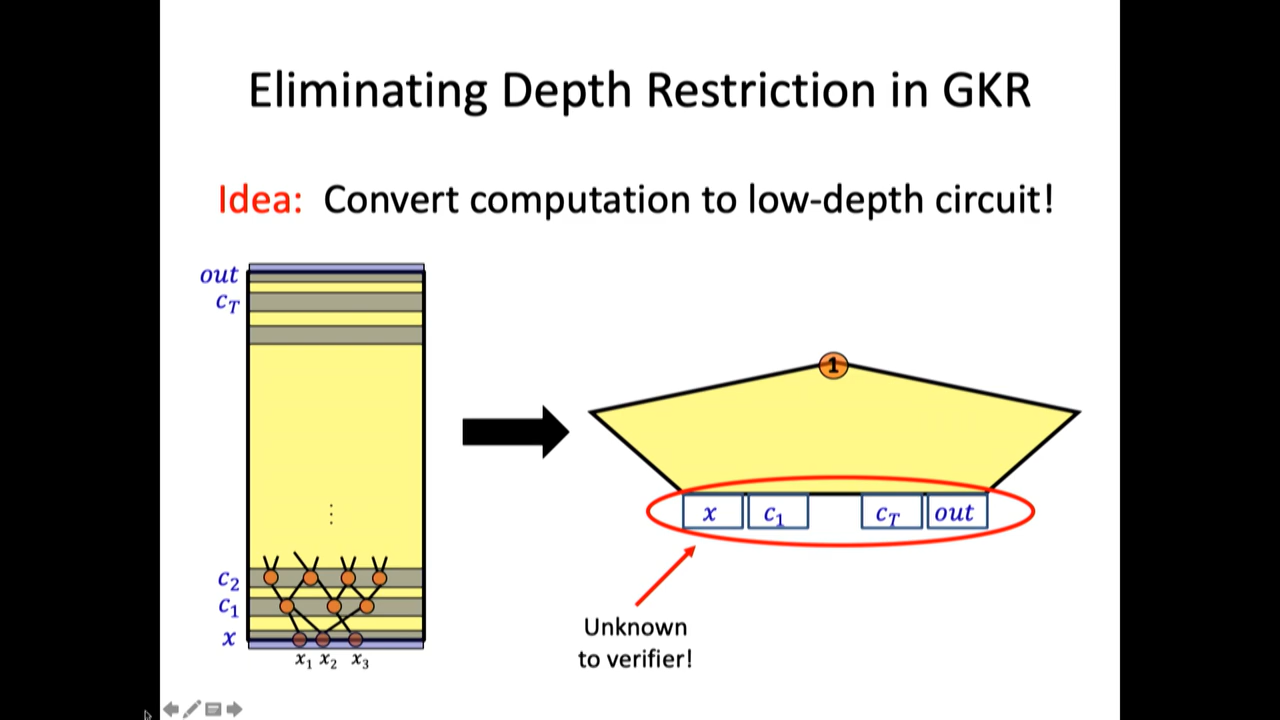 Eliminating Depth Restriction in GKR
Idea: Convert computation to low-depth circuit!
out
c_T
⋮
c_2
c_1
x
x_1 x_2 x_3
1
x c_1 c_T out
Unknown
to verifier!